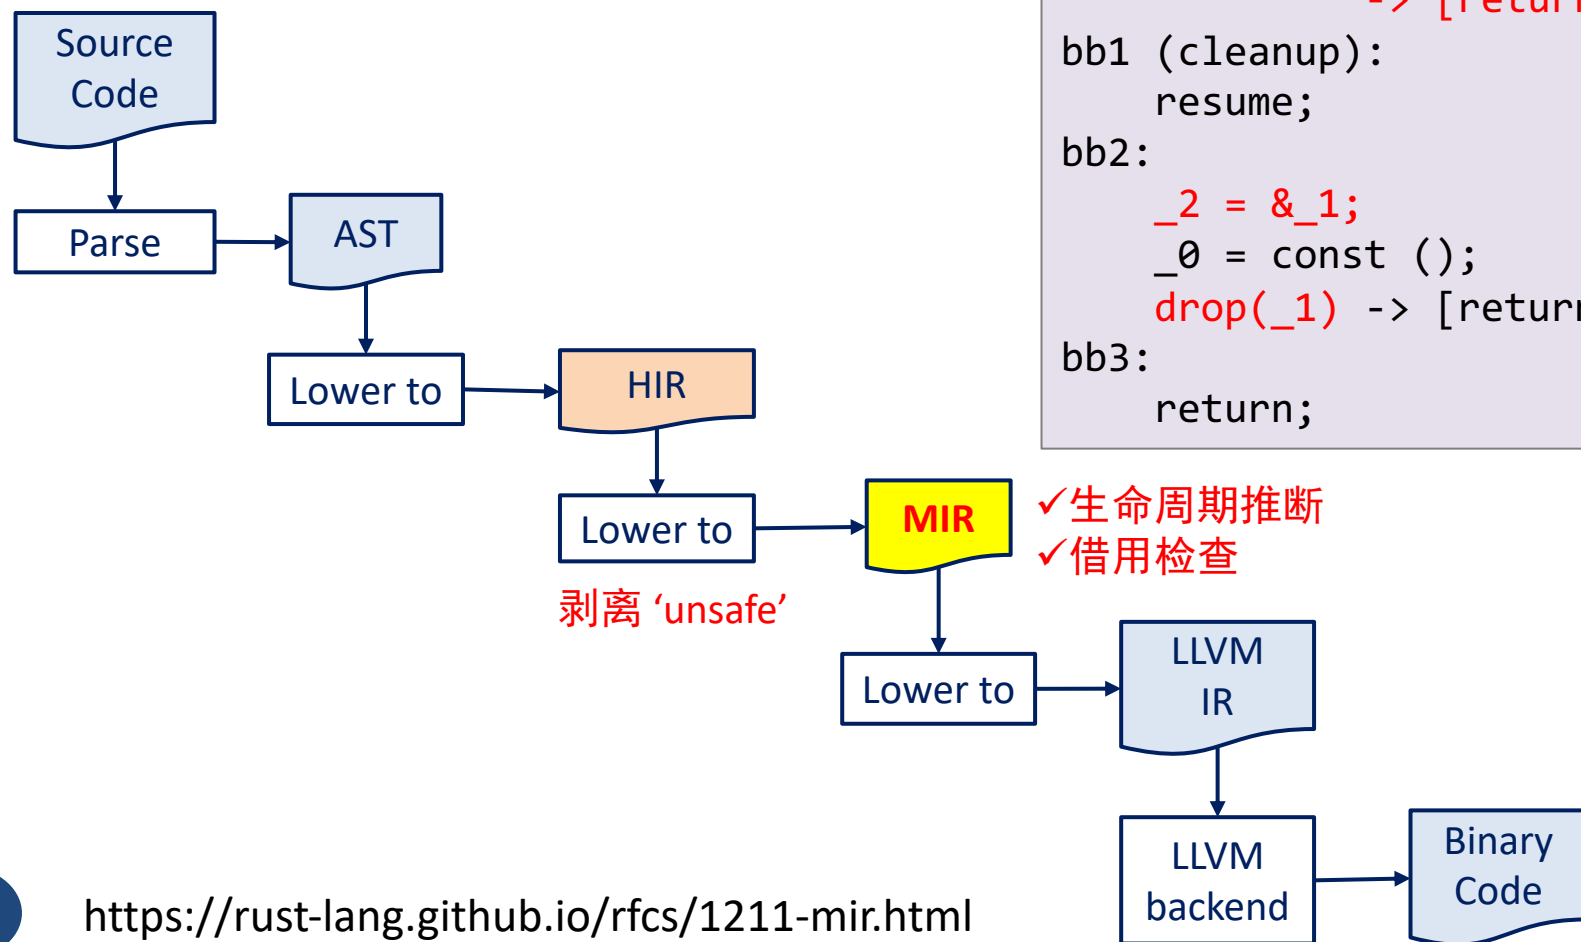 Source
Code
Parse
AST
Lower to
HIR
Lower to
剥离 ‘unsafe’
MIR
✓生命周期推断
✓借用检查
Lower to
LLVM
IR
LLVM
backend
Binary
Code
-> [return
bb1 (cleanup):
resume;
bb2:
_2 = &_1;
_0 = const ();
drop(_1) -> [return
bb3:
return;
https://rust-lang.github.io/rfcs/1211-mir.html